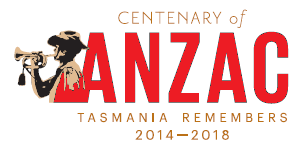 CENTENARY of
ANZAC
TASMANIA REMEMBERS
2014—2018